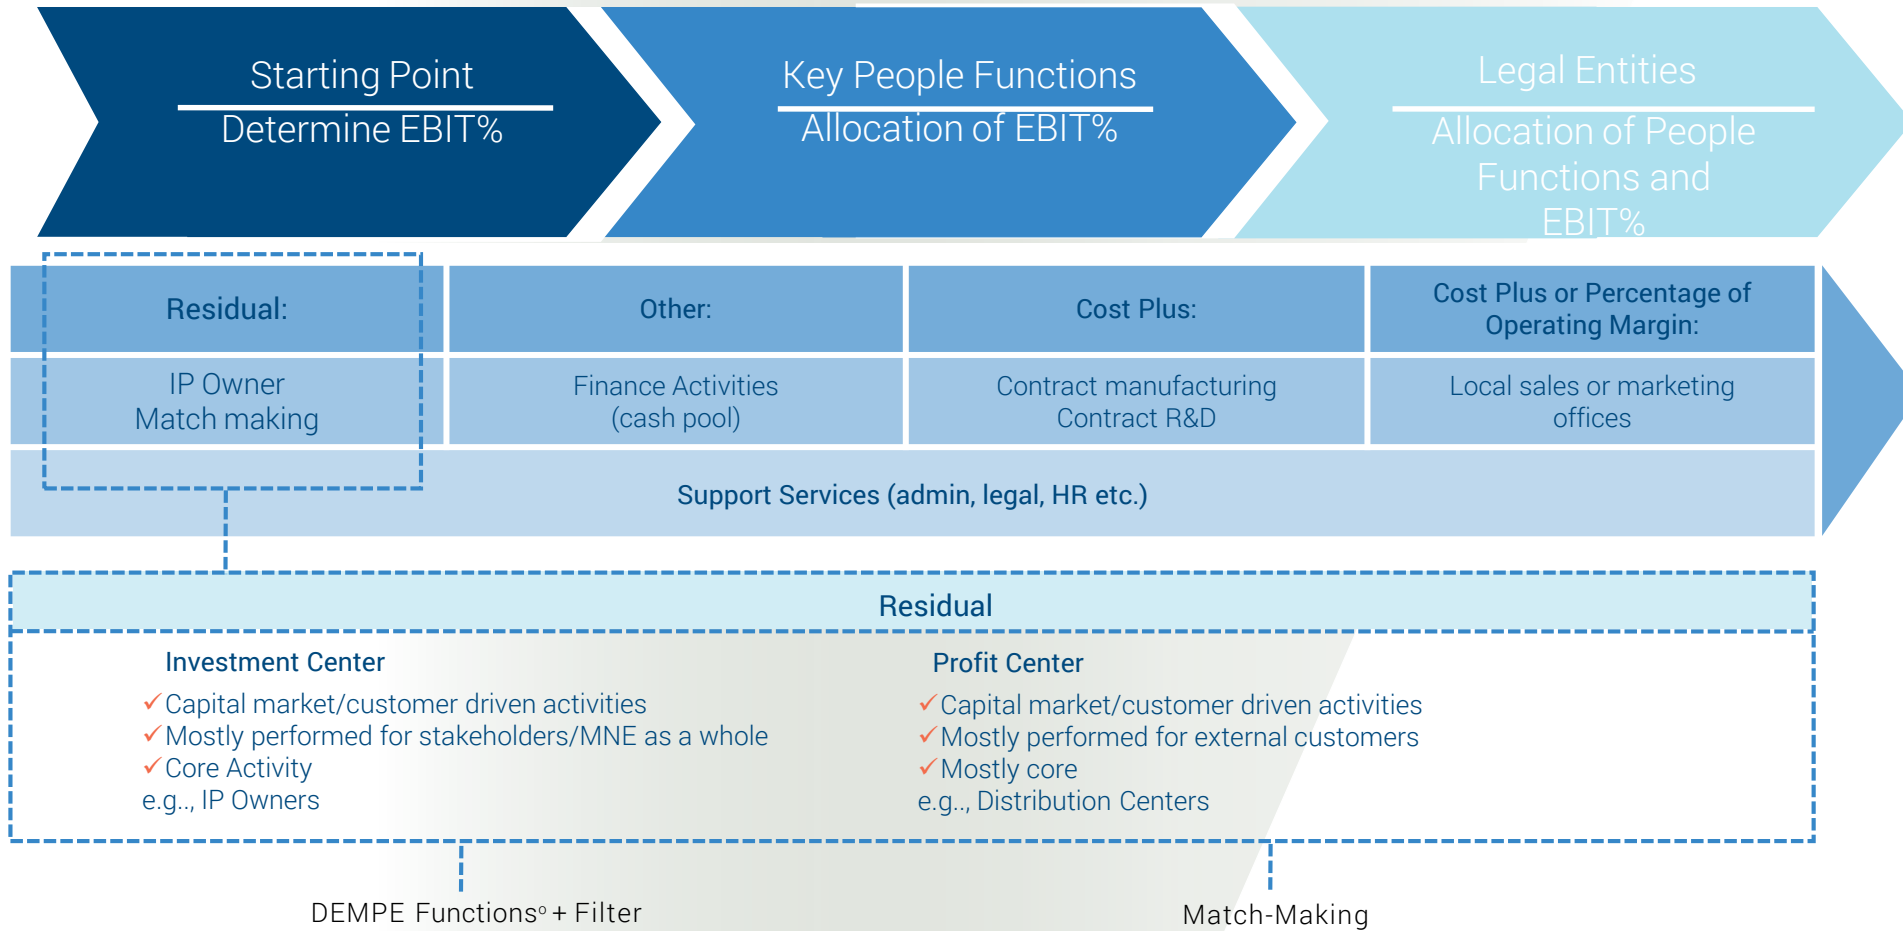 Starting Point
Determine EBIT%
Key People Functions
Allocation of EBIT%
Legal Entities
Allocation of People
Functions and
EBIT%
Residual:
Other:
Cost Plus:
Cost Plus or Percentage of
Operating Margin:
IP Owner
Match making
Finance Activities
(cash pool)
Contract manufacturing
Contract R&D
Local sales or marketing
offices
Support Services (admin, legal, HR etc.)
Residual
Investment Center
✓Capital market/customer driven activities
✓Mostly performed for stakeholders/MNE as a whole
✓Core Activity
e.g.., IP Owners
Profit Center
✓Capital market/customer driven activities
✓Mostly performed for external customers
✓Mostly core
e.g.., Distribution Centers
DEMPE Functionsº + Filter
Match-Making